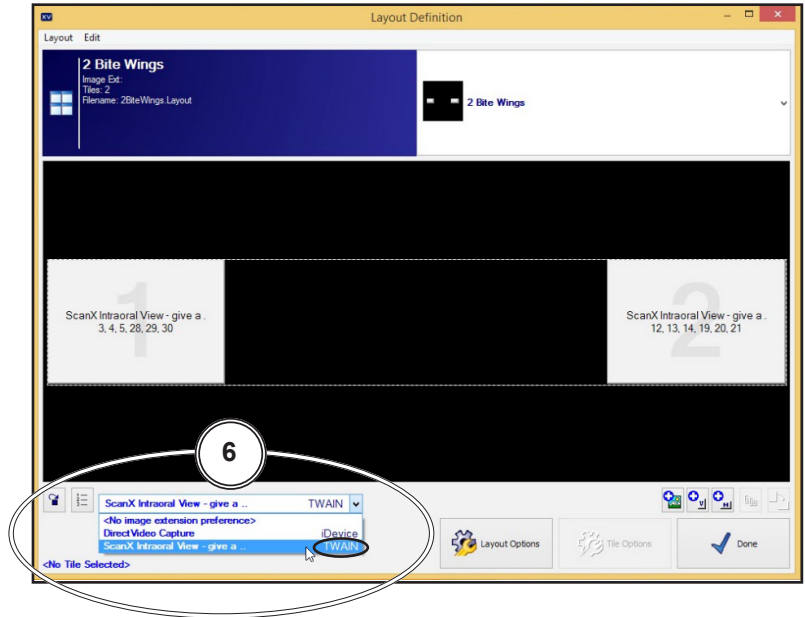 XV
Layout Definition
Layout Edit
2 Bite Wings
Image Ext:
Tiles: 2
Filename: 2BiteWings.Layout
2 Bite Wings
1
ScanX Intraoral View - give a .
3, 4, 5, 28, 29, 30
2
ScanX Intraoral View - give a .
12, 13, 14, 19, 20, 21
6
ScanX Intraoral View - give a .. TWAIN
<No image extension preference>
DirectVideo Capture iDevice
ScanX Intraoral View - give a .. TWAIN
<No Tile Selected>
V
H
Layout Options
Tile Options
Done